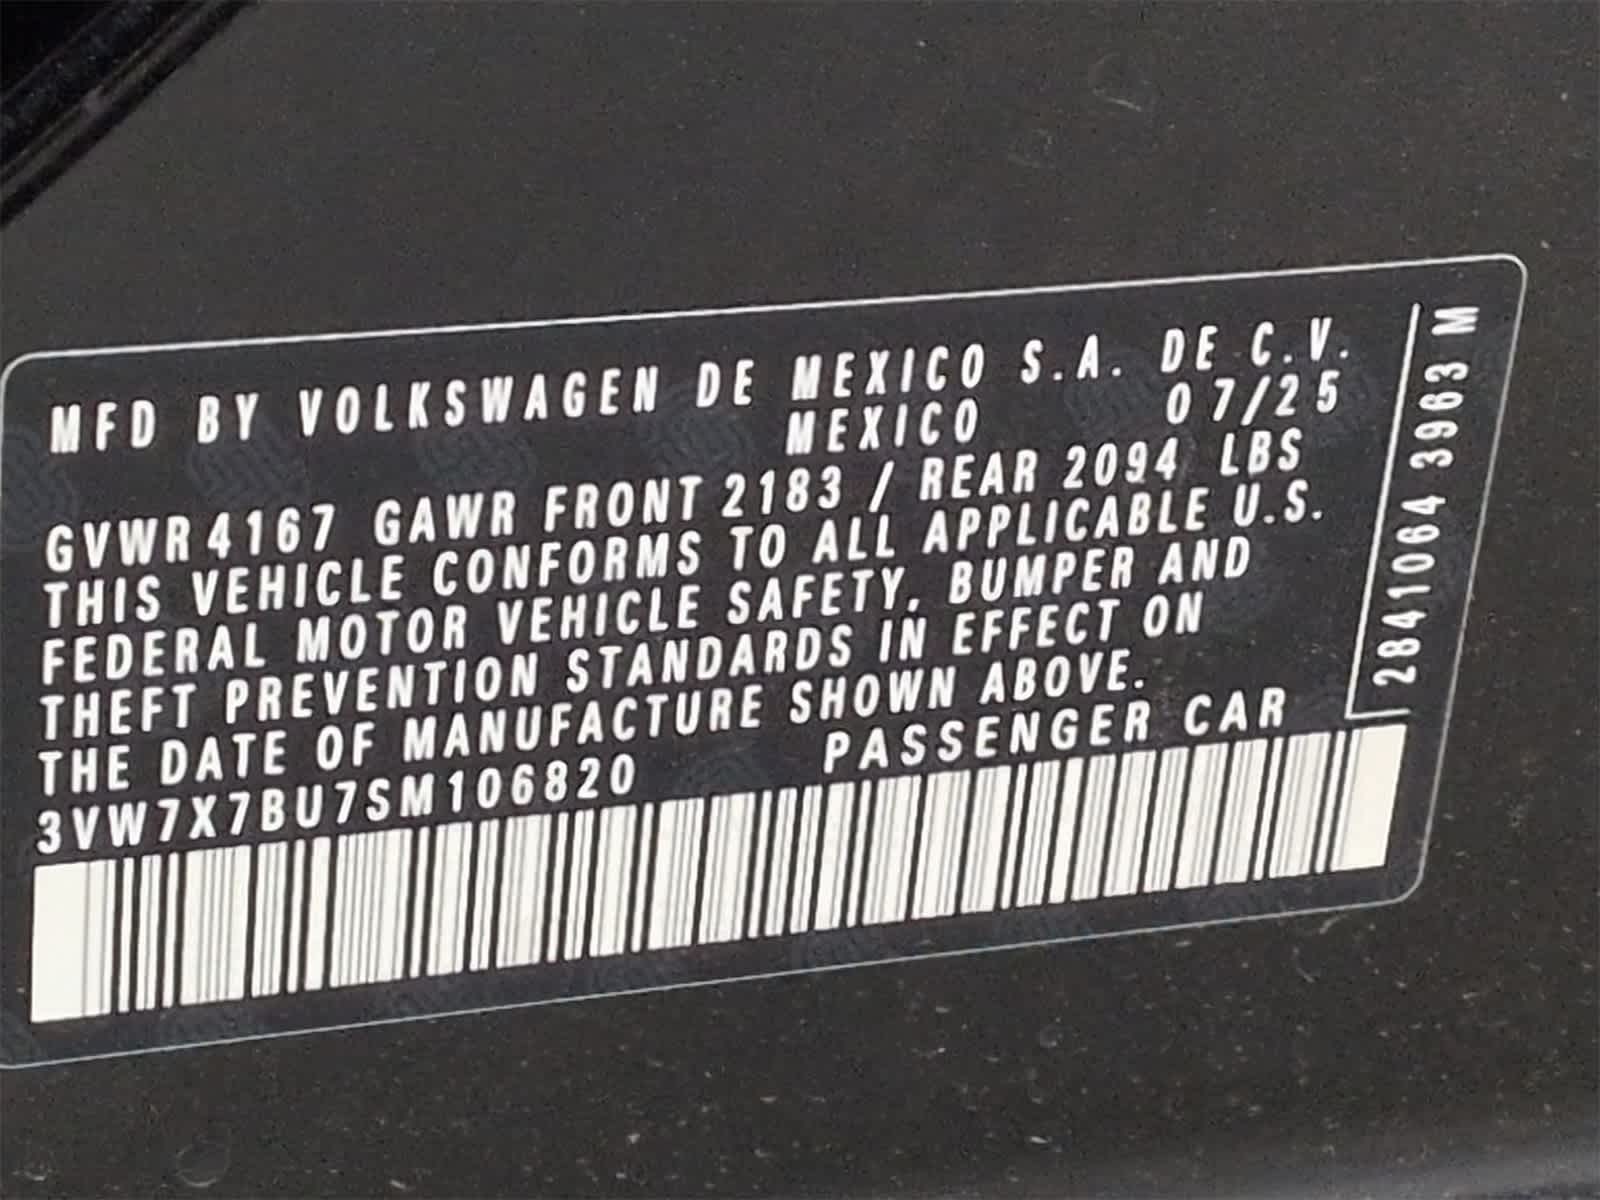 MFD BY VOLKSWAGEN DE MEXICO S.A. DE C.V.
MEXICO 07/25
GVWR 4167 GAWR FRONT 2183 / REAR 2094 LBS
THIS VEHICLE CONFORMS TO ALL APPLICABLE U.S.
FEDERAL MOTOR VEHICLE SAFETY, BUMPER AND
THEFT PREVENTION STANDARDS IN EFFECT ON
THE DATE OF MANUFACTURE SHOWN ABOVE.
3VW7X7BU7SM106820 PASSENGER CAR
2841064 3963 M